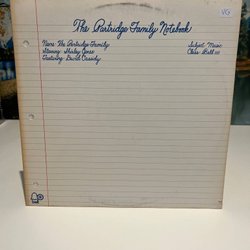 VG
The Partridge Family Notebook
Name: The Partridge Family
Starring: Shirley Jones
Featuring: David Cassidy
Subject: Music
Class: Bell 1111